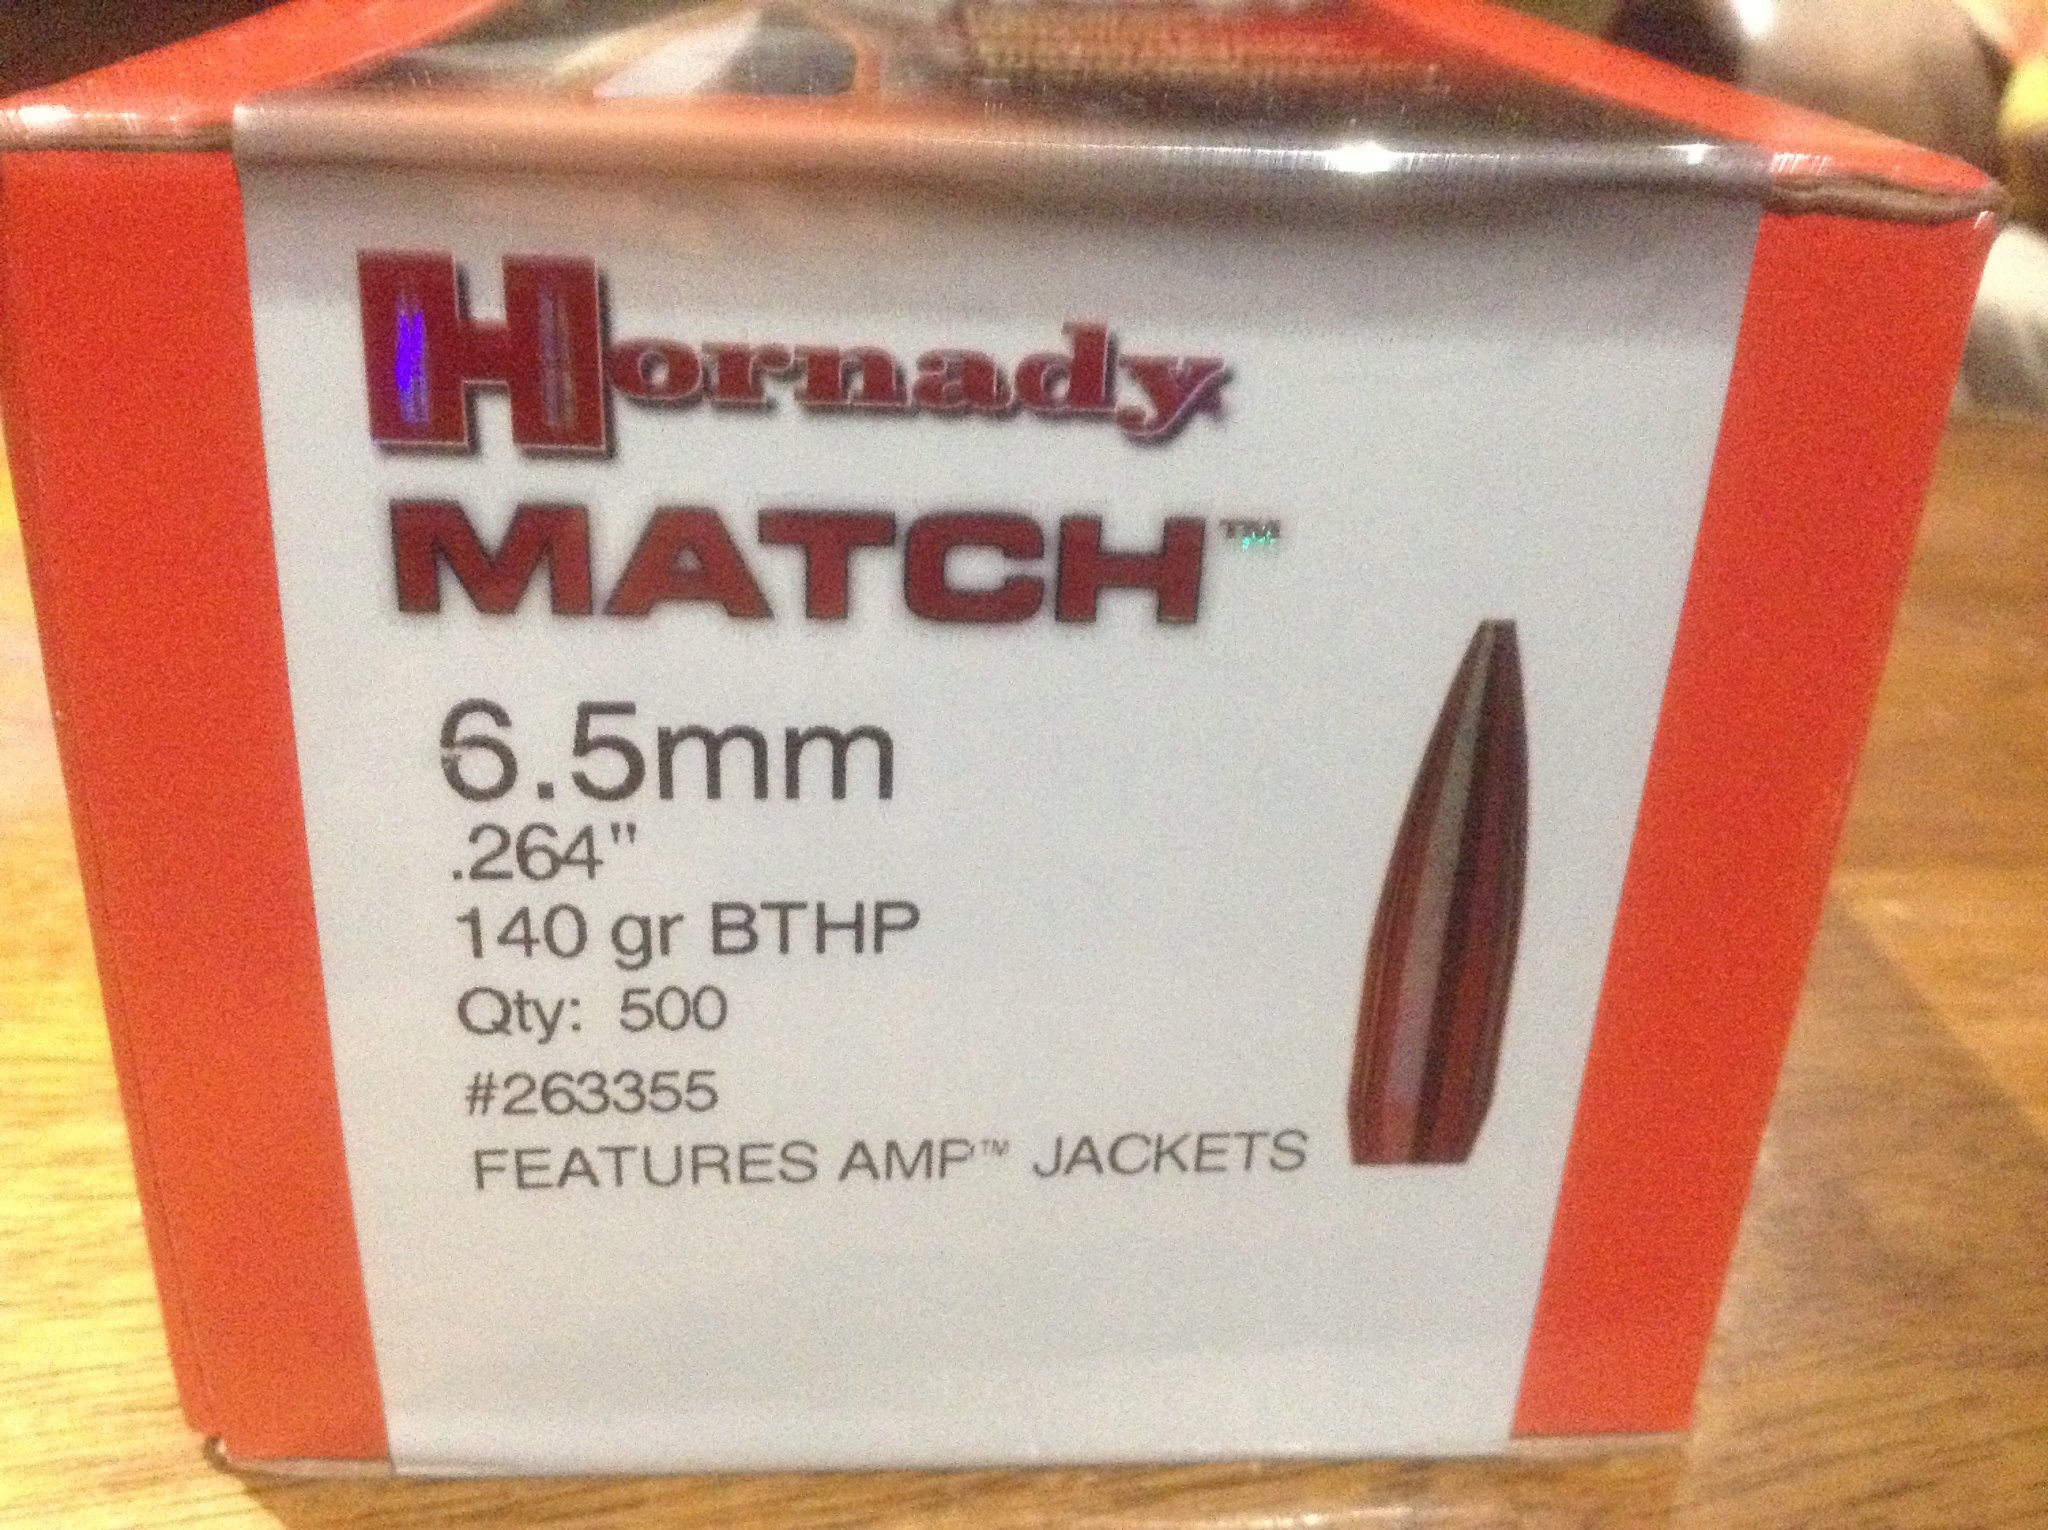 Hornady
MATCH™
6.5mm
.264"
140 gr BTHP
Qty: 500
#263355
FEATURES AMP™ JACKETS